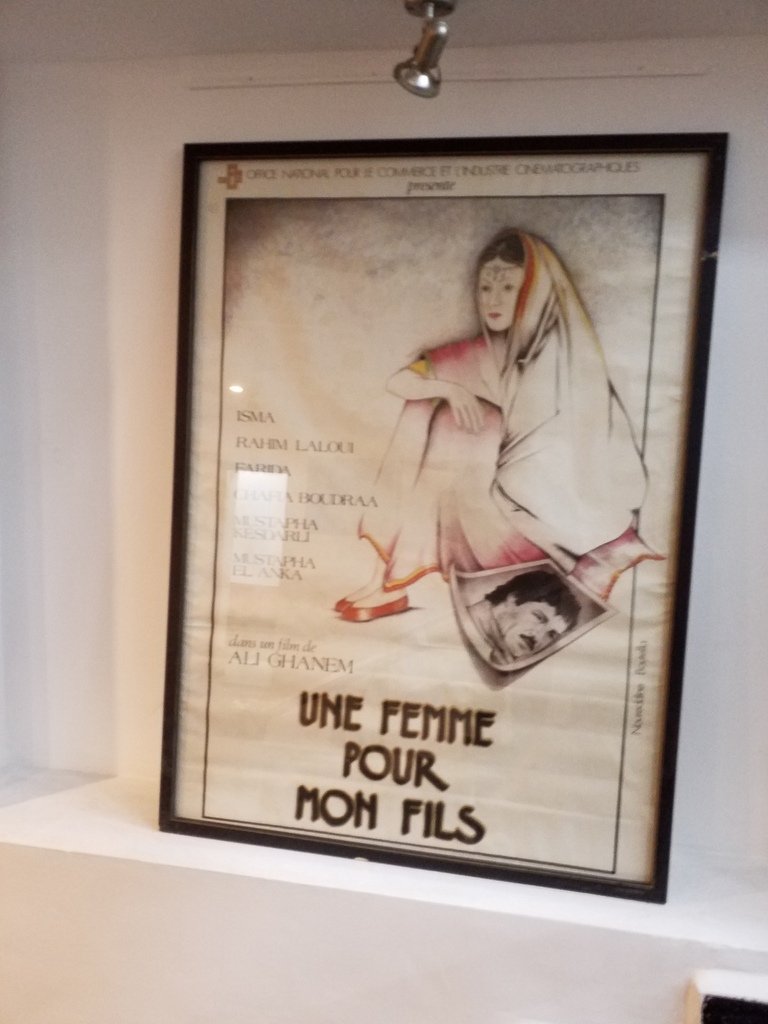 OFFICE NATIONAL POUR LE COMMERCE ET L'INDUSTRIE CINEMATOGRAPHIQUES
présente
ISMA
RAHIM LALOUI
FARIDA
CHAFIA BOUDRAA
MUSTAPHA
KESDARLI
MUSTAPHA
EL ANKA
dans un film de
ALI GHANEM
UNE FEMME
POUR
MON FILS
Noureddine